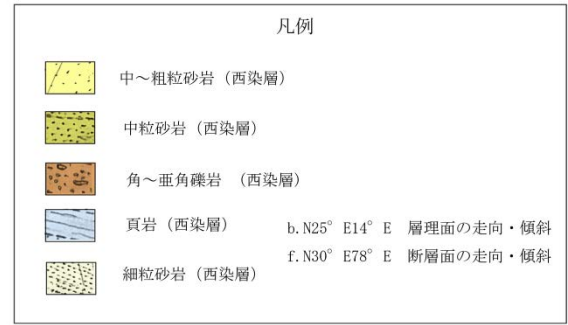 凡例
中～粗粒砂岩（西染層）
中粒砂岩（西染層）
角～亜角礫岩　（西染層）
頁岩（西染層）
b.N25°E14°E　層理面の走向・傾斜
f.N30°E78°E　断層面の走向・傾斜
細粒砂岩（西染層）